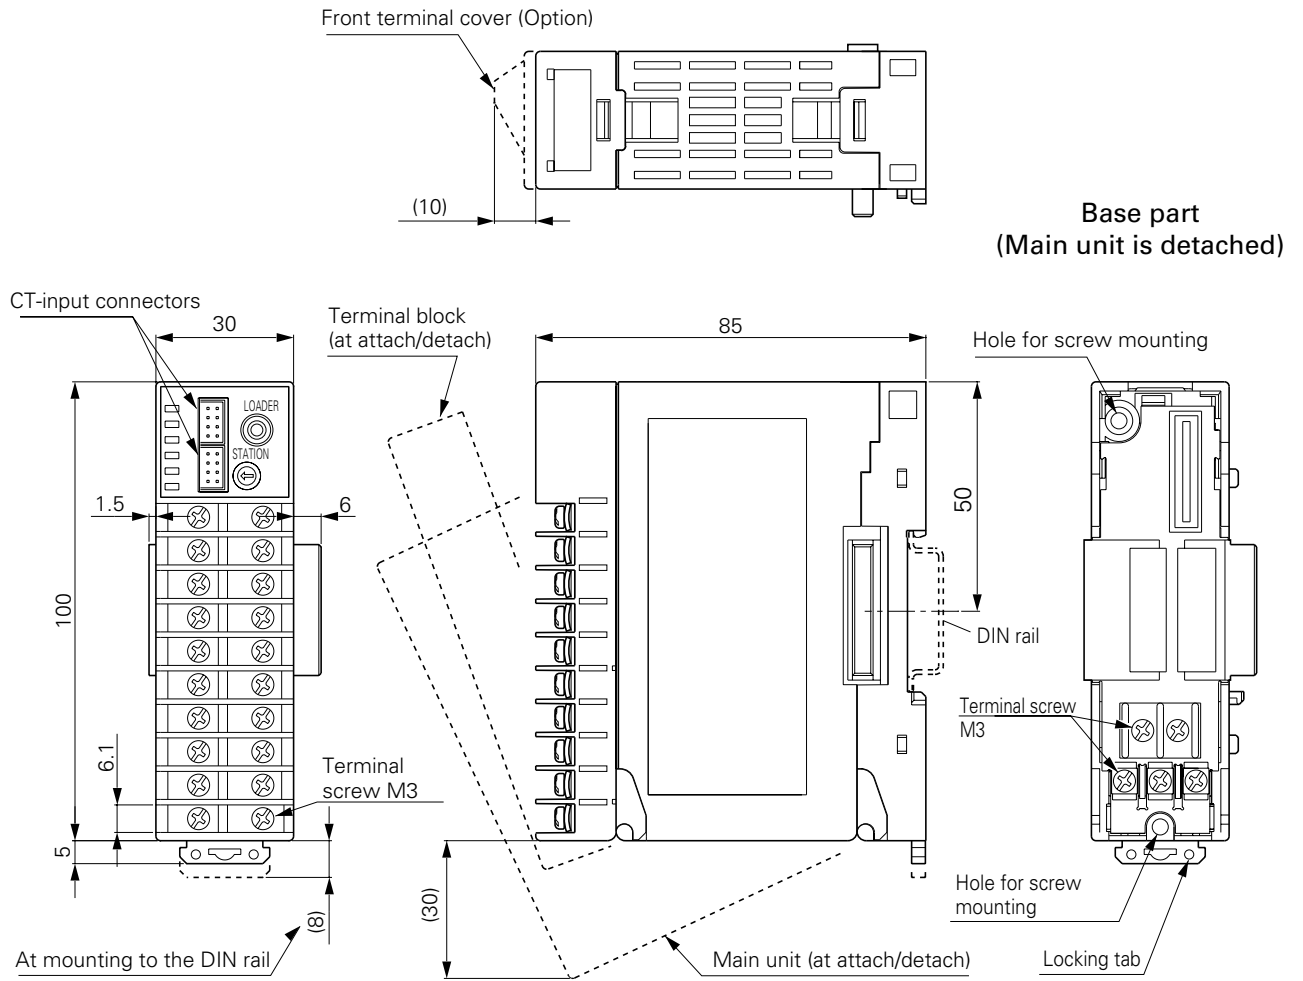 Front terminal cover (Option)
(10)
Base part
(Main unit is detached)
CT-input connectors
30
Terminal block
(at attach/detach)
85
Hole for screw mounting
LOADER
STATION
1.5
6
50
100
DIN rail
Terminal screw
M3
6.1
Terminal
screw M3
5
(8)
(30)
Hole for screw
mounting
At mounting to the DIN rail
Main unit (at attach/detach)
Locking tab